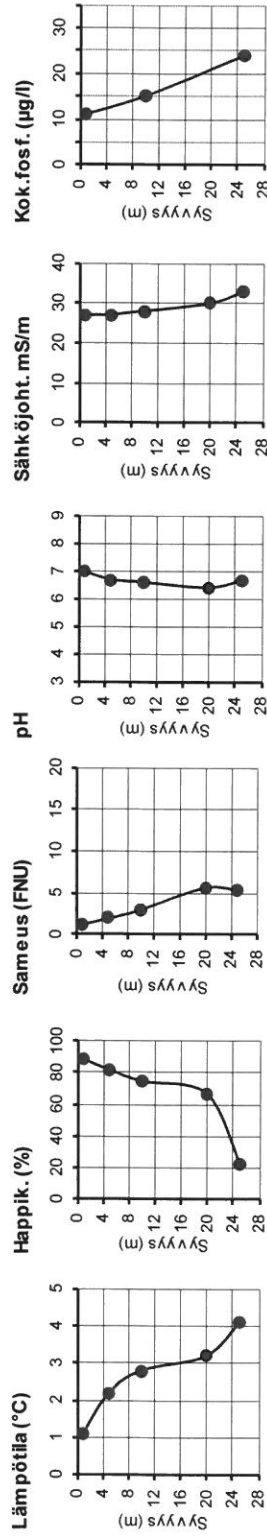 Lämpötila (°C)
0 1 2 3 4 5
0
4
8
12
16
20
24
28
Syvyys (m)
Happik. (%)
0 20 40 60 80 100
0
4
8
12
16
20
24
28
Syvyys (m)
Sameus (FNU)
0 5 10 15 20
0
4
8
12
16
20
24
28
Syvyys (m)
pH
3 4 5 6 7 8 9
0
4
8
12
16
20
24
28
Syvyys (m)
Sähköjoht. mS/m
0 10 20 30 40
0
4
8
12
16
20
24
28
Syvyys (m)
Kok.fosf. (µg/l)
0 10 20 30
0
4
8
12
16
20
24
28
Syvyys (m)